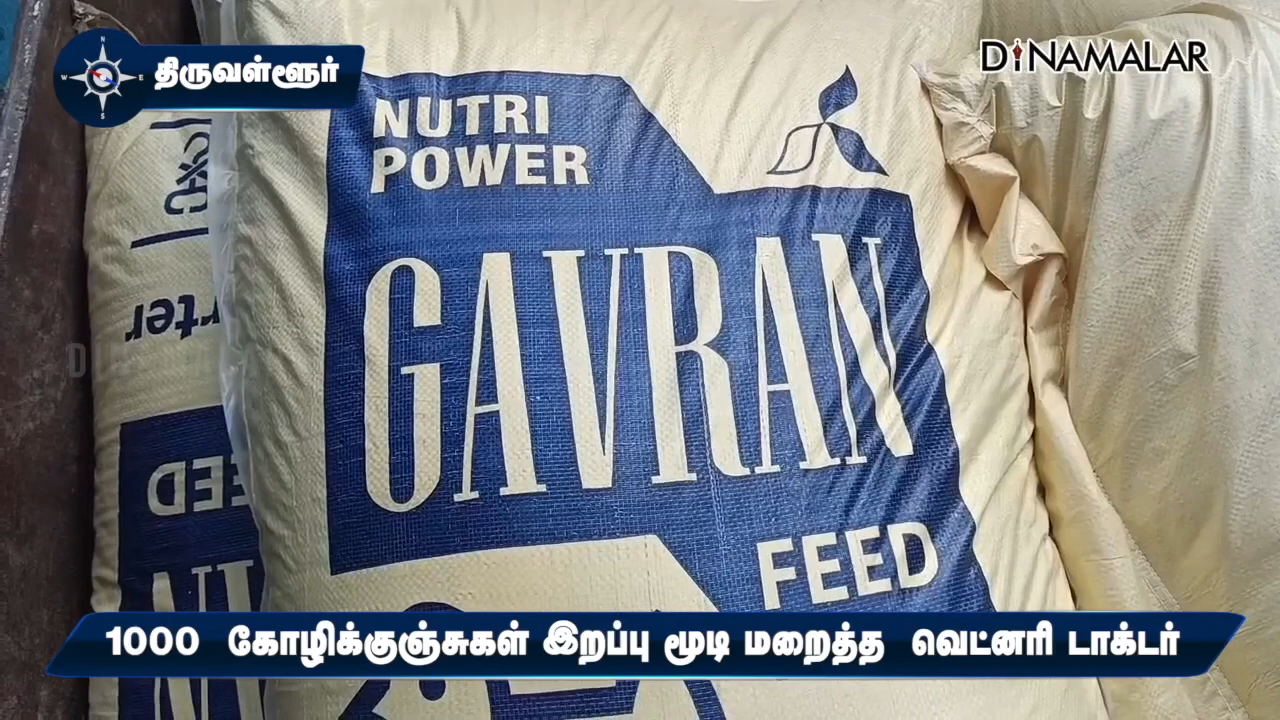 திருவள்ளூர்
DINAMALAR
NUTRI
POWER
GAVRAN
FEED
1000 கோழிக்குஞ்சுகள் இறப்பு மூடி மறைத்த வெட்னரி டாக்டர்